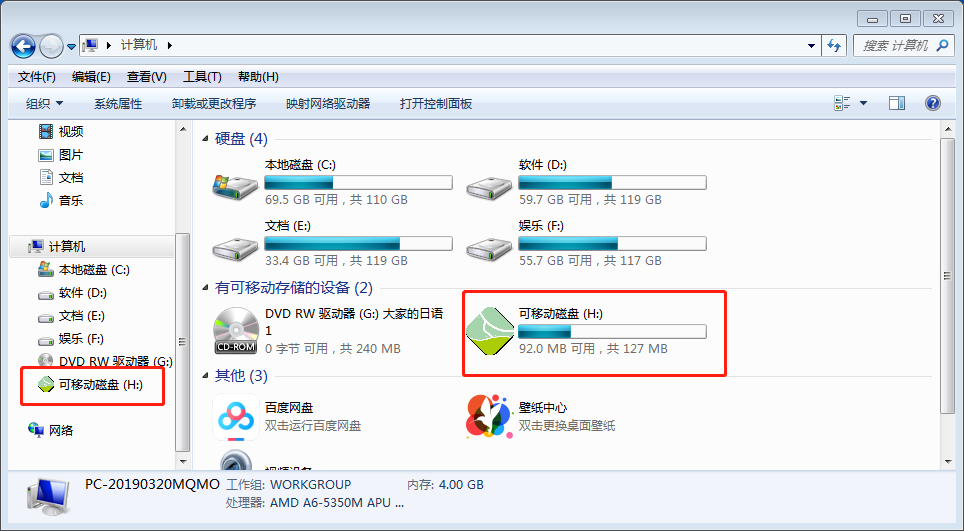 计算机
搜索 计算机
文件(F) 编辑(E) 查看(V) 工具(T) 帮助(H)
组织 系统属性 卸载或更改程序 映射网络驱动器 打开控制面板
视频
图片
文档
音乐
计算机
本地磁盘 (C:)
软件 (D:)
文档 (E:)
娱乐 (F:)
DVD RW 驱动器 (G:)
可移动磁盘 (H:)
网络
硬盘 (4)
本地磁盘 (C:)
69.5 GB 可用，共 110 GB
软件 (D:)
59.7 GB 可用，共 119 GB
文档 (E:)
33.4 GB 可用，共 119 GB
娱乐 (F:)
55.7 GB 可用，共 117 GB
有可移动存储的设备 (2)
DVD RW 驱动器 (G:) 大家的日语
1
0 字节 可用，共 240 MB
CD-ROM
可移动磁盘 (H:)
92.0 MB 可用，共 127 MB
其他 (3)
百度网盘
双击运行百度网盘
壁纸中心
双击更换桌面壁纸
PC-20190320MQMO 工作组: WORKGROUP 内存: 4.00 GB
处理器: AMD A6-5350M APU ...